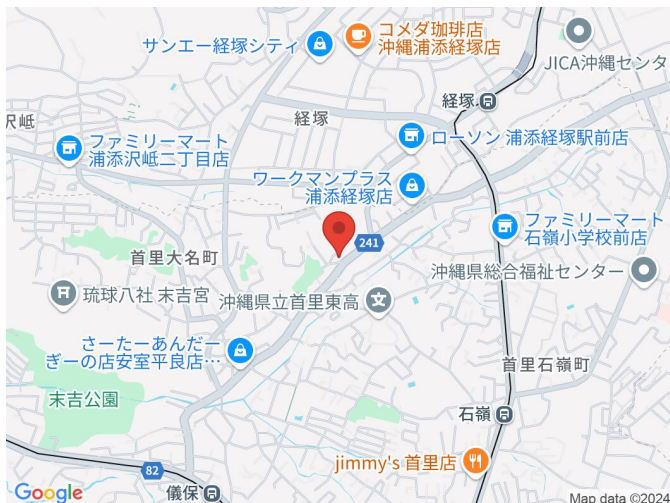 コメダ珈琲店
沖縄浦添経塚店
サンエー経塚シティ
JICA沖縄センタ
経塚
経塚
沢岻
ファミリーマート
浦添沢岻二丁目店
ローソン 浦添経塚駅前店
ワークマンプラス
浦添経塚店
ファミリーマート
石嶺小学校前店
241
首里大名町
沖縄県総合福祉センター
琉球八社 末吉宮
沖縄県立首里東高
さーたーあんだー
ぎーの店安室平良店…
首里石嶺町
末吉公園
石嶺
jimmy's 首里店
82
儀保
Google
Map data ©2024